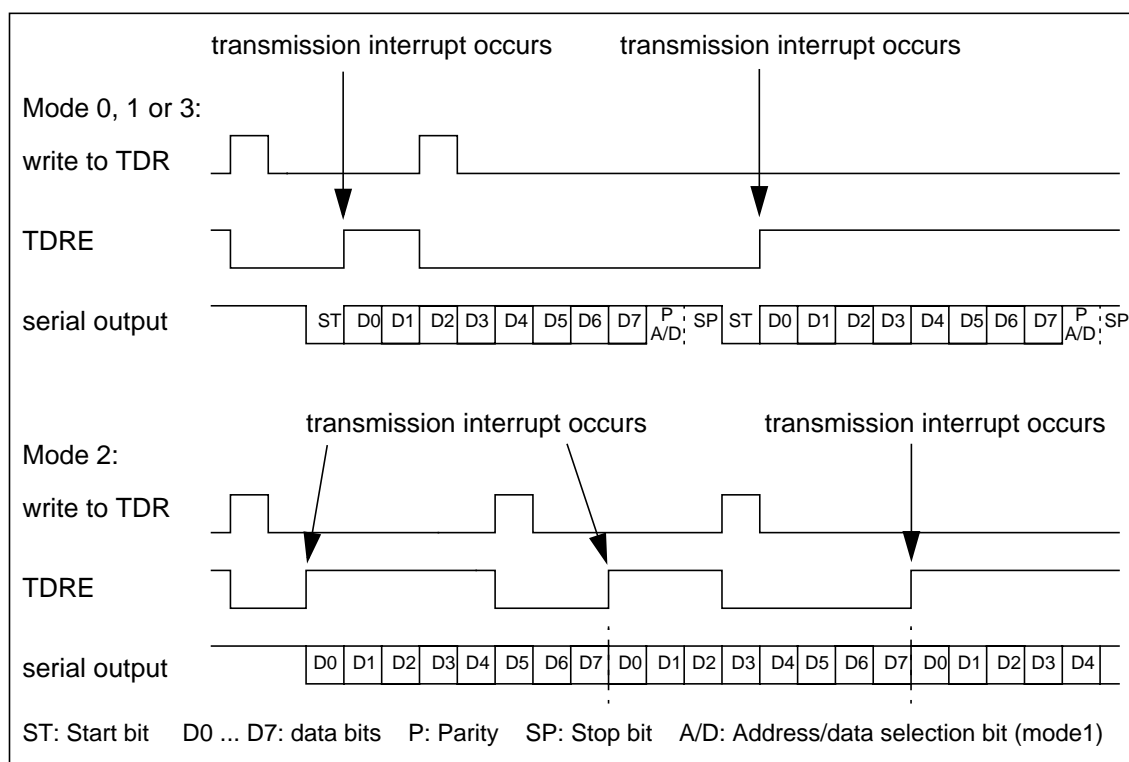 transmission interrupt occurs transmission interrupt occurs
Mode 0, 1 or 3:
write to TDR
TDRE
serial output ST D0 D1 D2 D3 D4 D5 D6 D7 P A/D SP ST D0 D1 D2 D3 D4 D5 D6 D7 P A/D SP
transmission interrupt occurs transmission interrupt occurs
Mode 2:
write to TDR
TDRE
serial output D0 D1 D2 D3 D4 D5 D6 D7 D0 D1 D2 D3 D4 D5 D6 D7 D0 D1 D2 D3 D4
ST: Start bit D0 ... D7: data bits P: Parity SP: Stop bit A/D: Address/data selection bit (mode1)